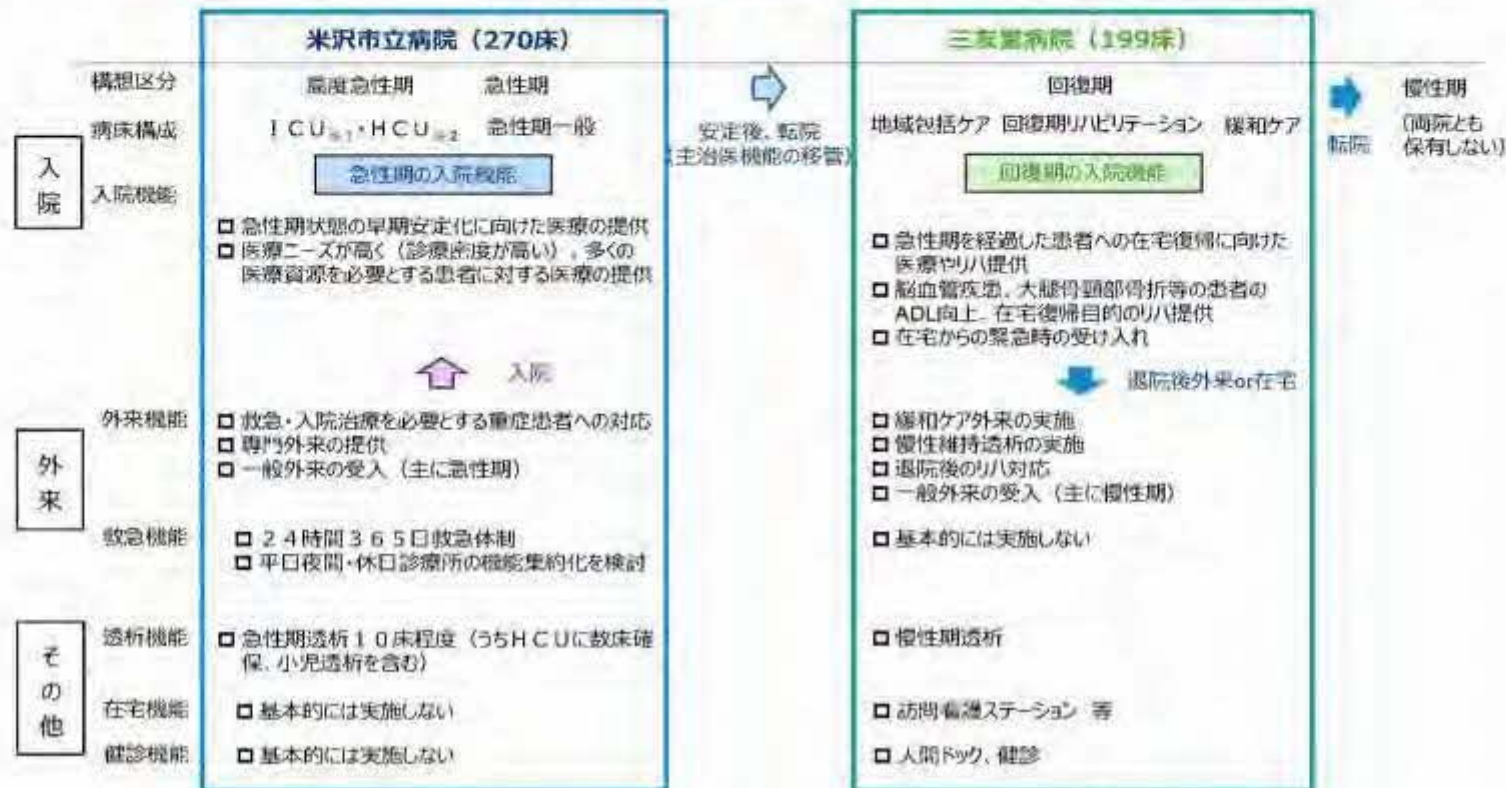 米沢市立病院（270床）
三友堂病院（199床）
構想区分
高度急性期　急性期
回復期
慢性期
病床構成
ＩＣＵ※1・ＨＣＵ※2　急性期一般
安定後、転院
（主治医機能の移管）
地域包括ケア　回復期リハビリテーション　緩和ケア
転院
（両院とも
保有しない）
入院
入院機能
急性期の入院機能
回復期の入院機能
□ 急性期状態の早期安定化に向けた医療の提供
□ 医療ニーズが高く（診療密度が高い）、多くの
医療資源を必要とする患者に対する医療の提供
□ 急性期を経過した患者への在宅復帰に向けた
医療やリハ提供
□ 脳血管疾患、大腿骨頸部骨折等の患者の
ADL向上、在宅復帰目的のリハ提供
□ 在宅からの緊急時の受け入れ
入院
退院後外来or在宅
外来
外来機能
□ 救急・入院治療を必要とする重症患者への対応
□ 専門外来の提供
□ 一般外来の受入（主に急性期）
□ 緩和ケア外来の実施
□ 慢性維持透析の実施
□ 退院後のリハ対応
□ 一般外来の受入（主に慢性期）
救急機能
□ ２４時間３６５日救急体制
□ 平日夜間・休日診療所の機能集約化を検討
□ 基本的には実施しない
その他
透析機能
□ 急性期透析１０床程度（うちＨＣＵに数床確
保、小児透析を含む）
□ 慢性期透析
在宅機能
□ 基本的には実施しない
□ 訪問看護ステーション 等
健診機能
□ 基本的には実施しない
□ 人間ドック、健診